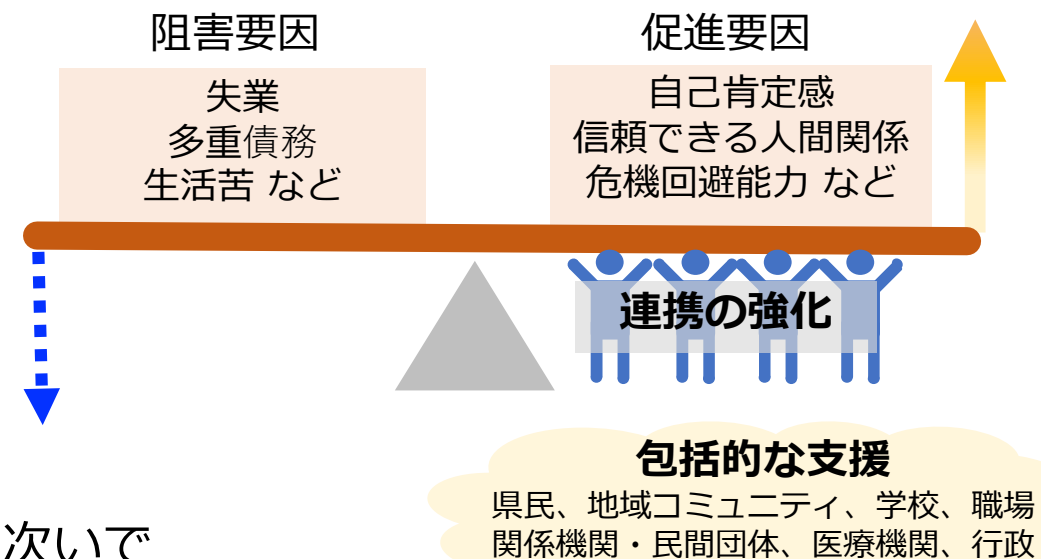 阻害要因
失業
多重債務
生活苦 など
促進要因
自己肯定感
信頼できる人間関係
危機回避能力 など
連携の強化
包括的な支援
県民、地域コミュニティ、学校、職場
関係機関・民間団体、医療機関、行政
次いで